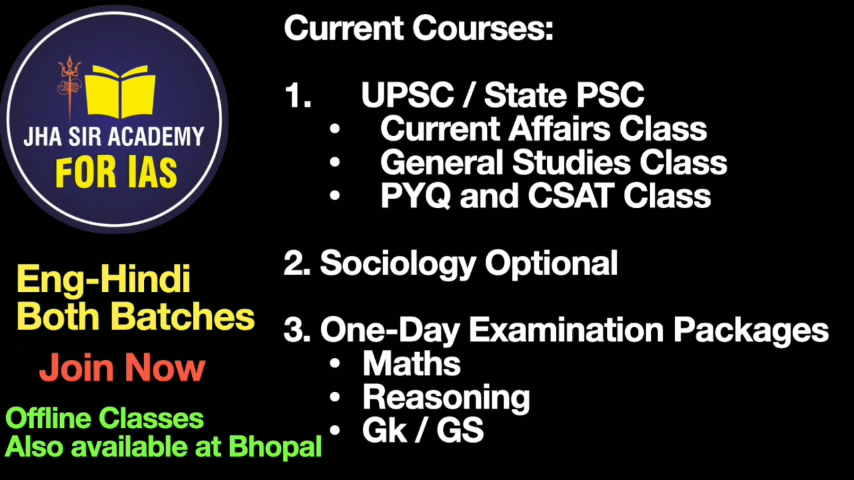 JHA SIR ACADEMY
FOR IAS
Eng-Hindi
Both Batches
Join Now
Offline Classes
Also available at Bhopal
Current Courses:
1. UPSC / State PSC
• Current Affairs Class
• General Studies Class
• PYQ and CSAT Class
2. Sociology Optional
3. One-Day Examination Packages
• Maths
• Reasoning
• Gk / GS